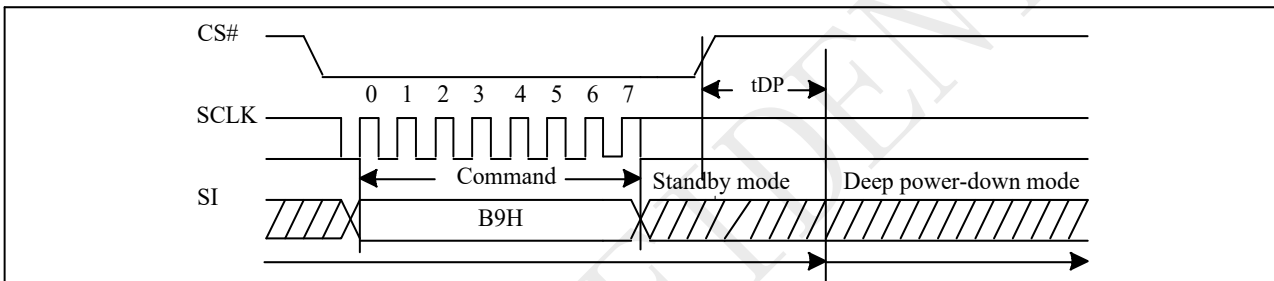 CS#
tDP
0 1 2 3 4 5 6 7
SCLK
Command
Standby mode
Deep power-down mode
SI
B9H